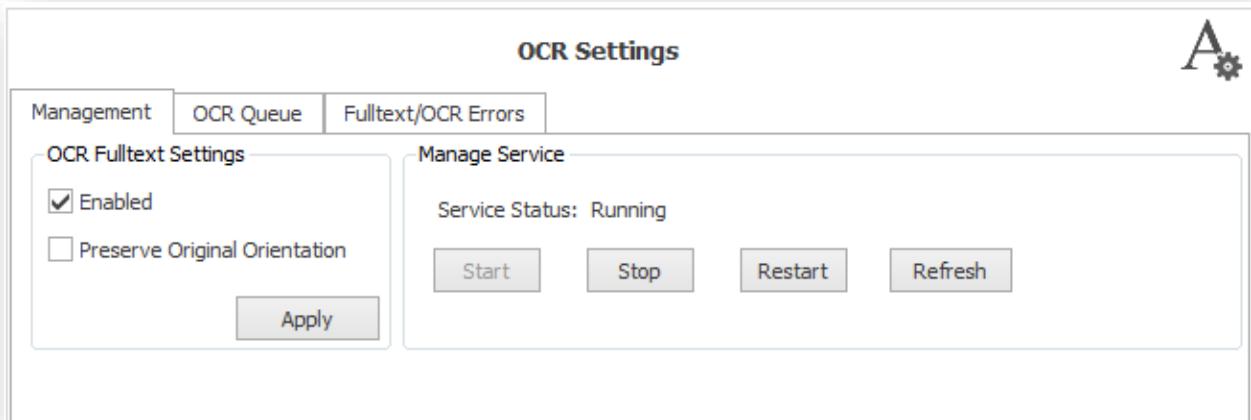 OCR Settings
Management OCR Queue Fulltext/OCR Errors
OCR Fulltext Settings
Enabled
Preserve Original Orientation
Apply
Manage Service
Service Status: Running
Start Stop Restart Refresh